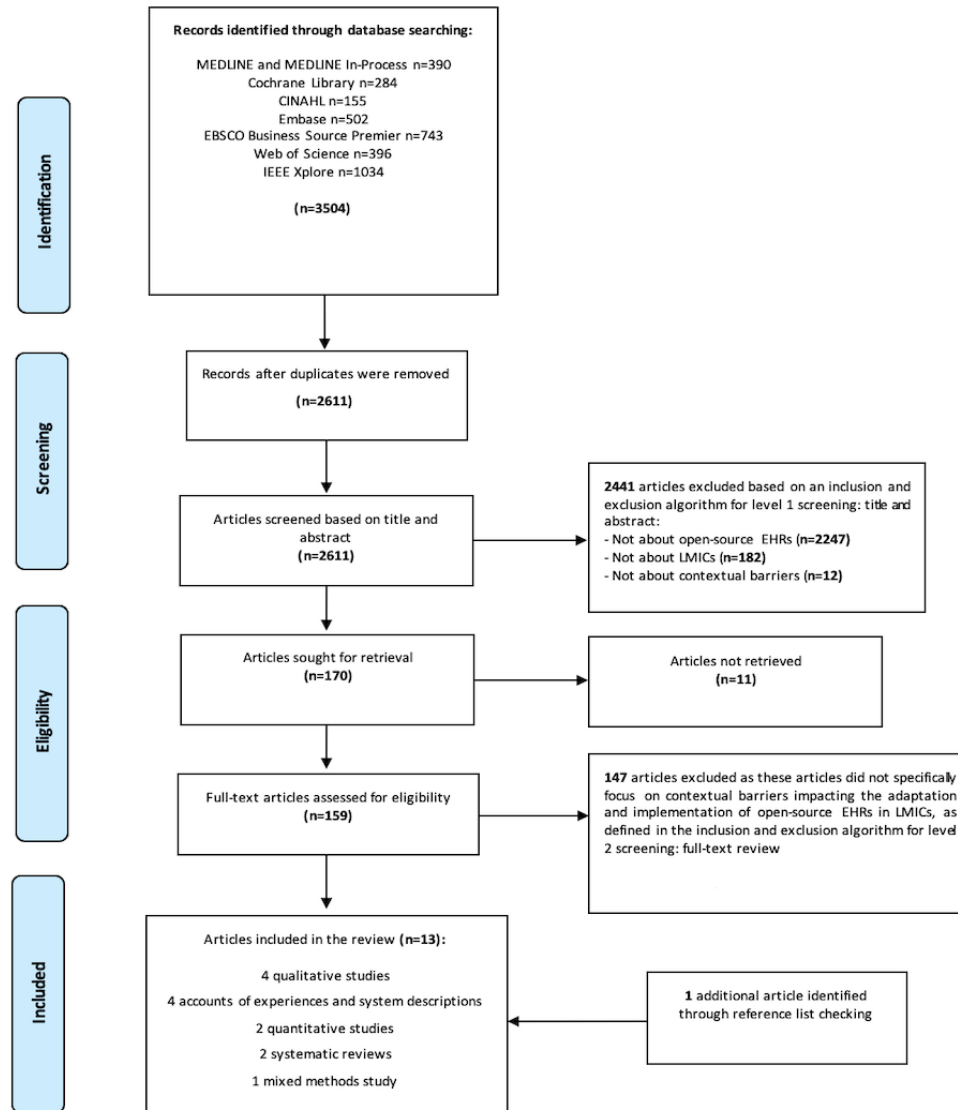 Records identified through database searching:
MEDLINE and MEDLINE In-Process n=390
Cochrane Library n=284
CINAHL n=155
Embase n=502
EBSCO Business Source Premier n=743
Web of Science n=396
IEEE Xplore n=1034
(n=3504)
Identification
Records after duplicates were removed
(n=2611)
Screening
Articles screened based on title and
abstract
(n=2611)
2441 articles excluded based on an inclusion and
exclusion algorithm for level 1 screening: title and
abstract:
- Not about open-source EHRs (n=2247)
- Not about LMICs (n=182)
- Not about contextual barriers (n=12)
Articles sought for retrieval
(n=170)
Articles not retrieved
(n=11)
Eligibility
Full-text articles assessed for eligibility
(n=159)
147 articles excluded as these articles did not specifically
focus on contextual barriers impacting the adaptation
and implementation of open-source EHRs in LMICs, as
defined in the inclusion and exclusion algorithm for level
2 screening: full-text review
Included
Articles included in the review (n=13):
4 qualitative studies
4 accounts of experiences and system descriptions
2 quantitative studies
2 systematic reviews
1 mixed methods study
1 additional article identified
through reference list checking